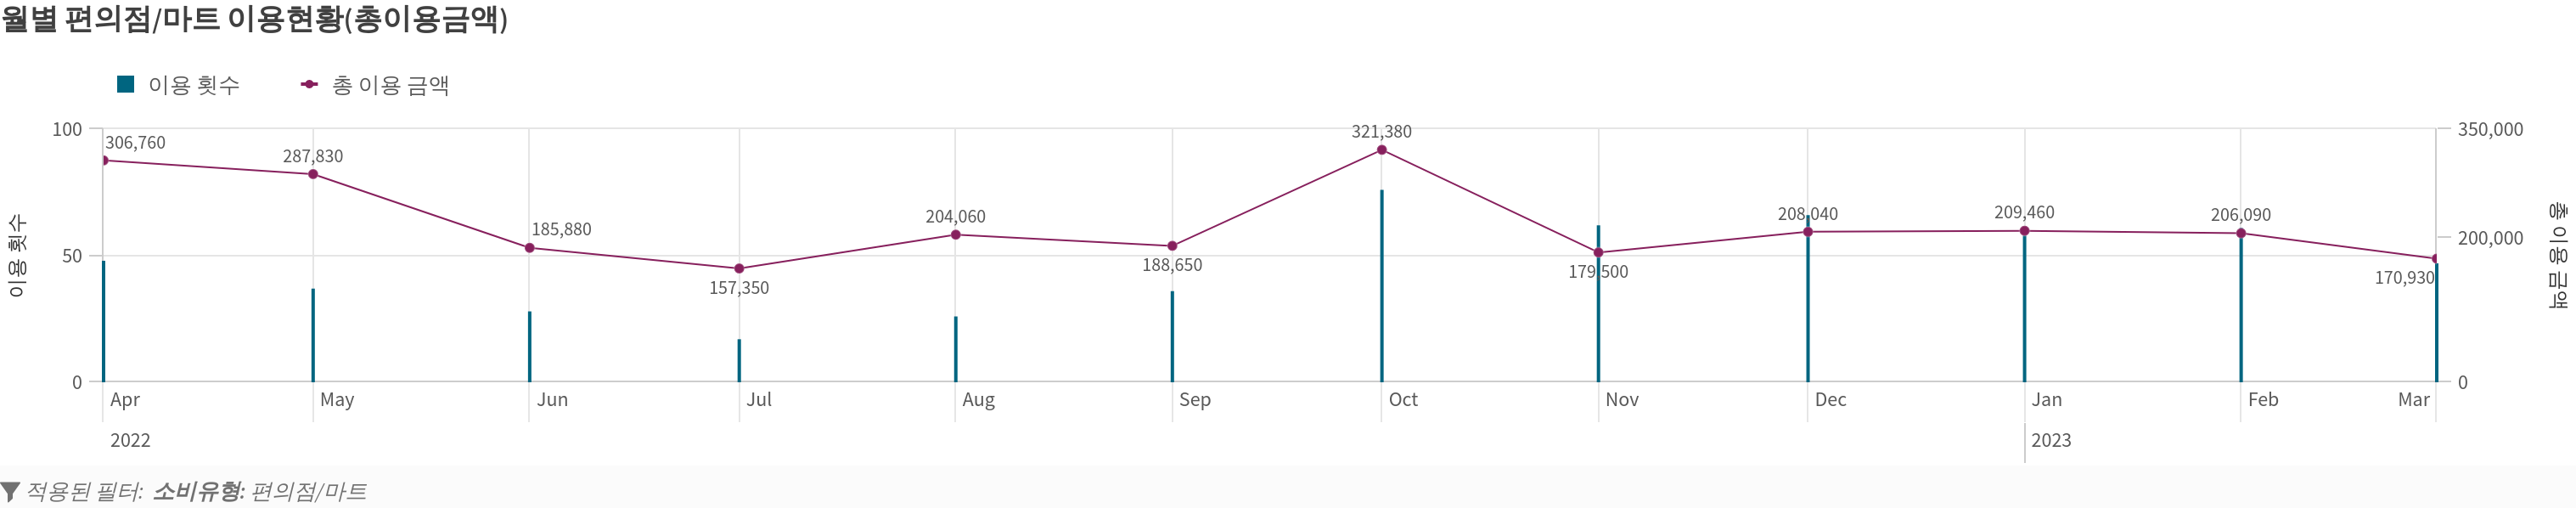 월별 편의점/마트 이용현황(총이용금액)
이용 횟수 총 이용 금액
100 350,000
306,760 287,830 185,880 157,350 204,060 188,650 321,380 179,500 208,040 209,460 206,090 170,930
이용 횟수
50 200,000
총 이용 금액
0 0
Apr May Jun Jul Aug Sep Oct Nov Dec Jan Feb Mar
2022 2023
적용된 필터: 소비유형: 편의점/마트